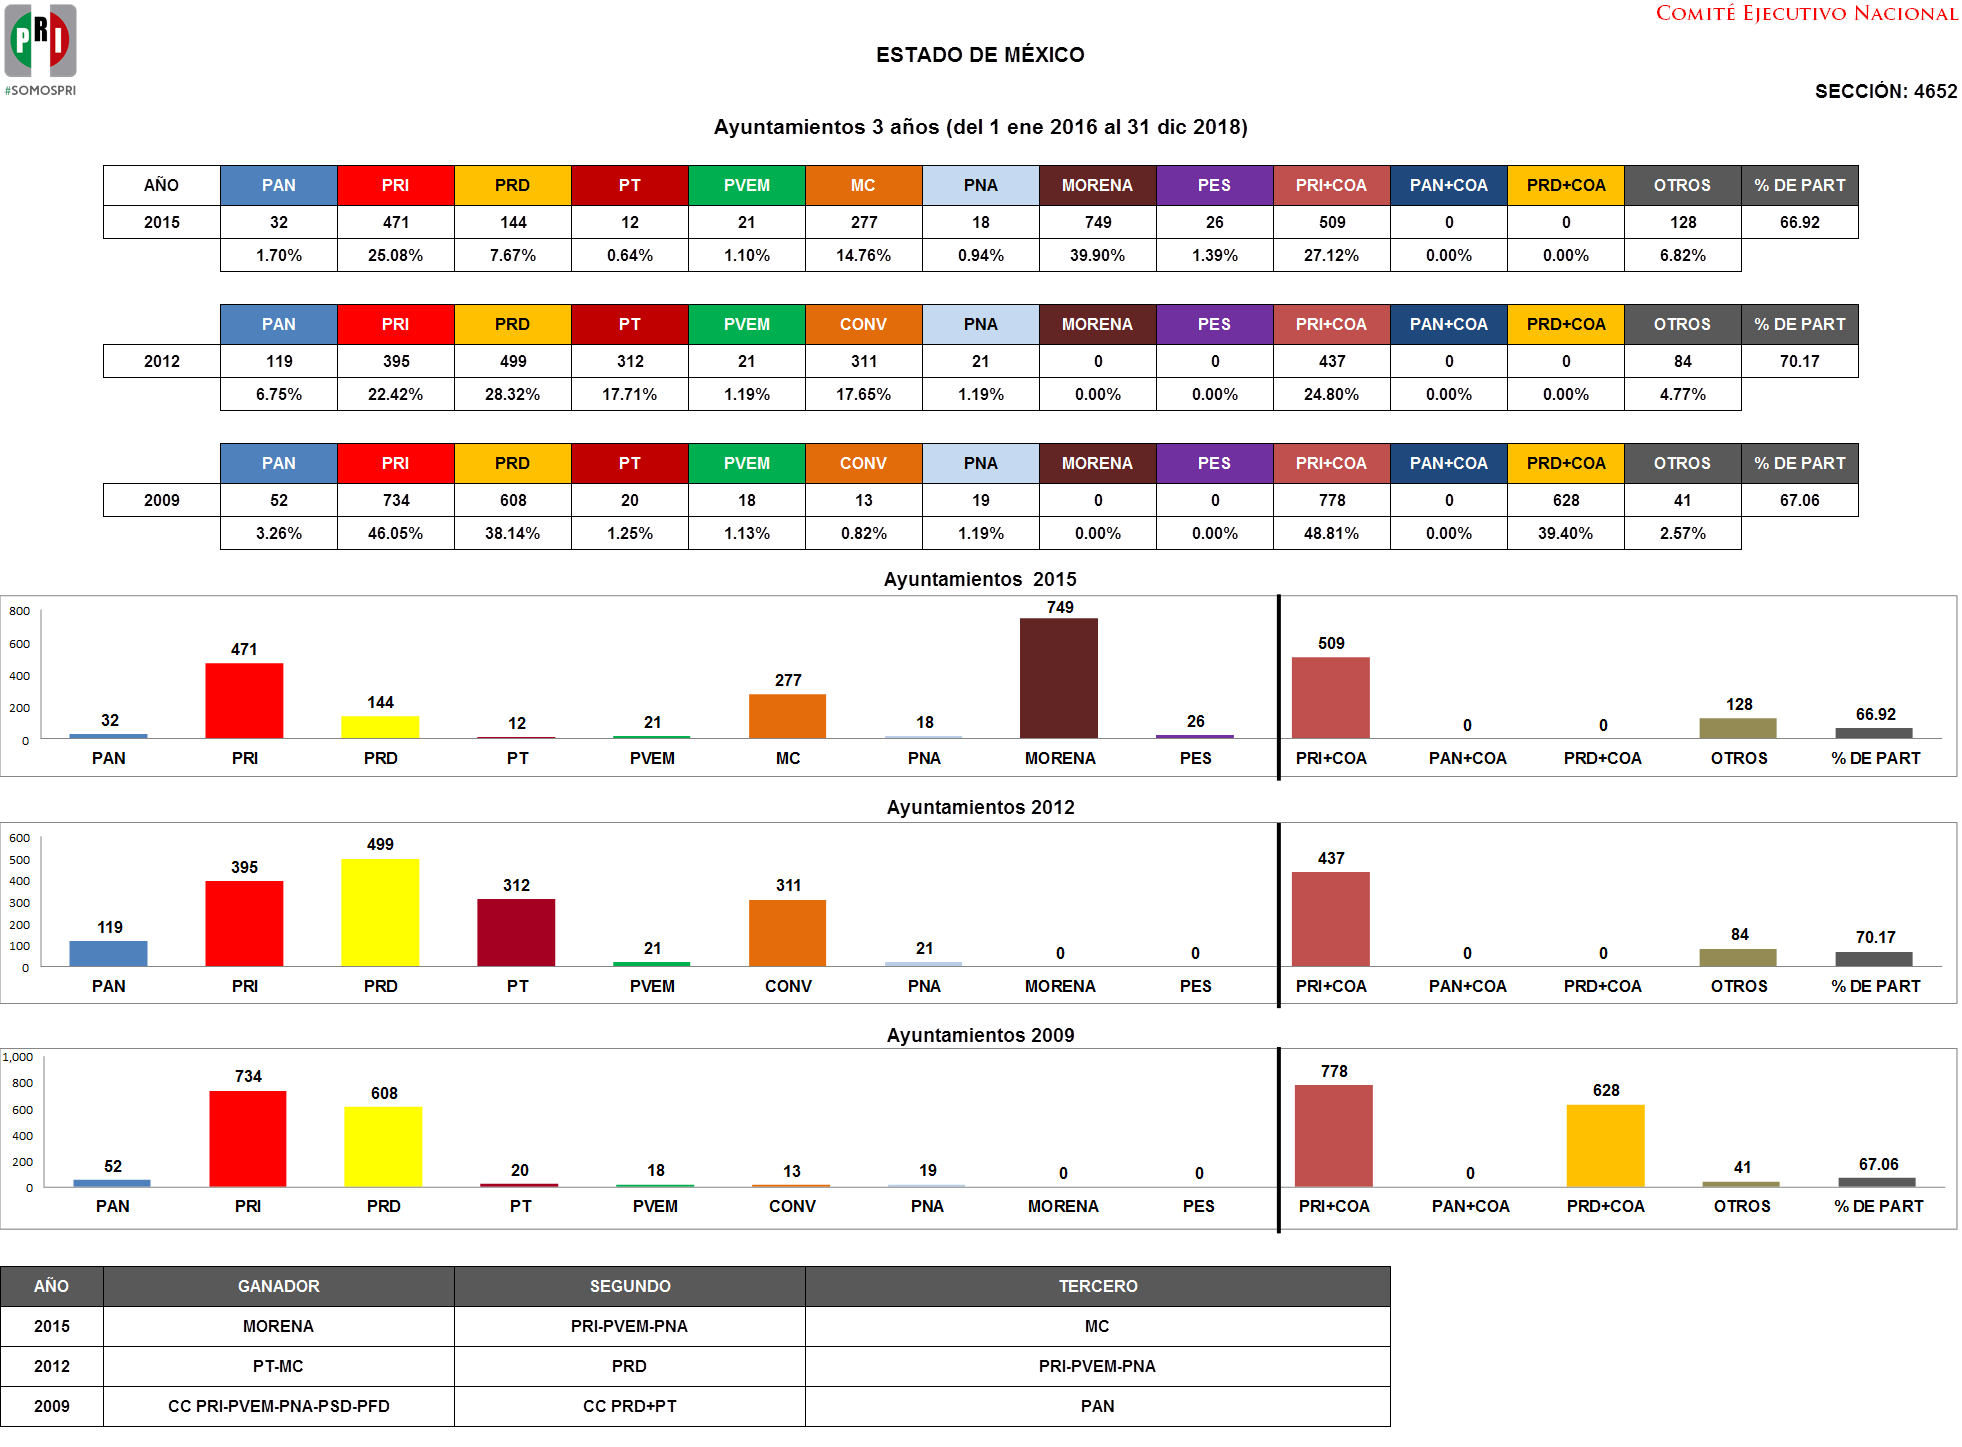 PRI
#SOMOSPRI
COMITÉ EJECUTIVO NACIONAL
ESTADO DE MÉXICO
SECCIÓN: 4652
Ayuntamientos 3 años (del 1 ene 2016 al 31 dic 2018)
AÑO PAN PRI PRD PT PVEM MC PNA MORENA PES PRI+COA PAN+COA PRD+COA OTROS % DE PART
2015 32 471 144 12 21 277 18 749 26 509 0 0 128 66.92
1.70% 25.08% 7.67% 0.64% 1.10% 14.76% 0.94% 39.90% 1.39% 27.12% 0.00% 0.00% 6.82%
PAN PRI PRD PT PVEM CONV PNA MORENA PES PRI+COA PAN+COA PRD+COA OTROS % DE PART
2012 119 395 499 312 21 311 21 0 0 437 0 0 84 70.17
6.75% 22.42% 28.32% 17.71% 1.19% 17.65% 1.19% 0.00% 0.00% 24.80% 0.00% 0.00% 4.77%
PAN PRI PRD PT PVEM CONV PNA MORENA PES PRI+COA PAN+COA PRD+COA OTROS % DE PART
2009 52 734 608 20 18 13 19 0 0 778 0 628 41 67.06
3.26% 46.05% 38.14% 1.25% 1.13% 0.82% 1.19% 0.00% 0.00% 48.81% 0.00% 39.40% 2.57%
Ayuntamientos 2015
800
600
400
200
0
32 471 144 12 21 277 18 749 26 509 0 0 128 66.92
PAN PRI PRD PT PVEM MC PNA MORENA PES PRI+COA PAN+COA PRD+COA OTROS % DE PART
Ayuntamientos 2012
600
500
400
300
200
100
0
119 395 499 312 21 311 21 0 0 437 0 0 84 70.17
PAN PRI PRD PT PVEM CONV PNA MORENA PES PRI+COA PAN+COA PRD+COA OTROS % DE PART
Ayuntamientos 2009
1,000
800
600
400
200
0
52 734 608 20 18 13 19 0 0 778 0 628 41 67.06
PAN PRI PRD PT PVEM CONV PNA MORENA PES PRI+COA PAN+COA PRD+COA OTROS % DE PART
AÑO GANADOR SEGUNDO TERCERO
2015 MORENA PRI-PVEM-PNA MC
2012 PT-MC PRD PRI-PVEM-PNA
2009 CC PRI-PVEM-PNA-PSD-PFD CC PRD+PT PAN